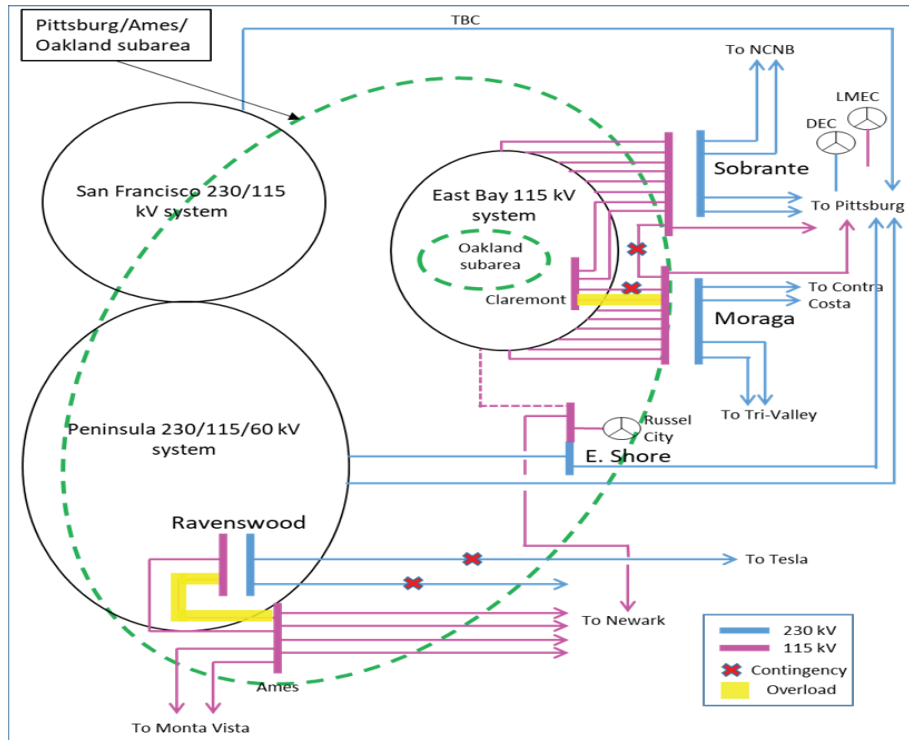 Pittsburg/Ames/
Oakland subarea
TBC
To NCNB
LMEC
DEC
San Francisco 230/115
kV system
East Bay 115 kV
system
Sobrante
To Pittsburg
Oakland
subarea
Claremont
To Contra
Costa
Moraga
To Tri-Valley
Peninsula 230/115/60 kV
system
Russel
City
E. Shore
Ravenswood
To Tesla
To Newark
Ames
To Monta Vista
230 kV
115 kV
Contingency
Overload